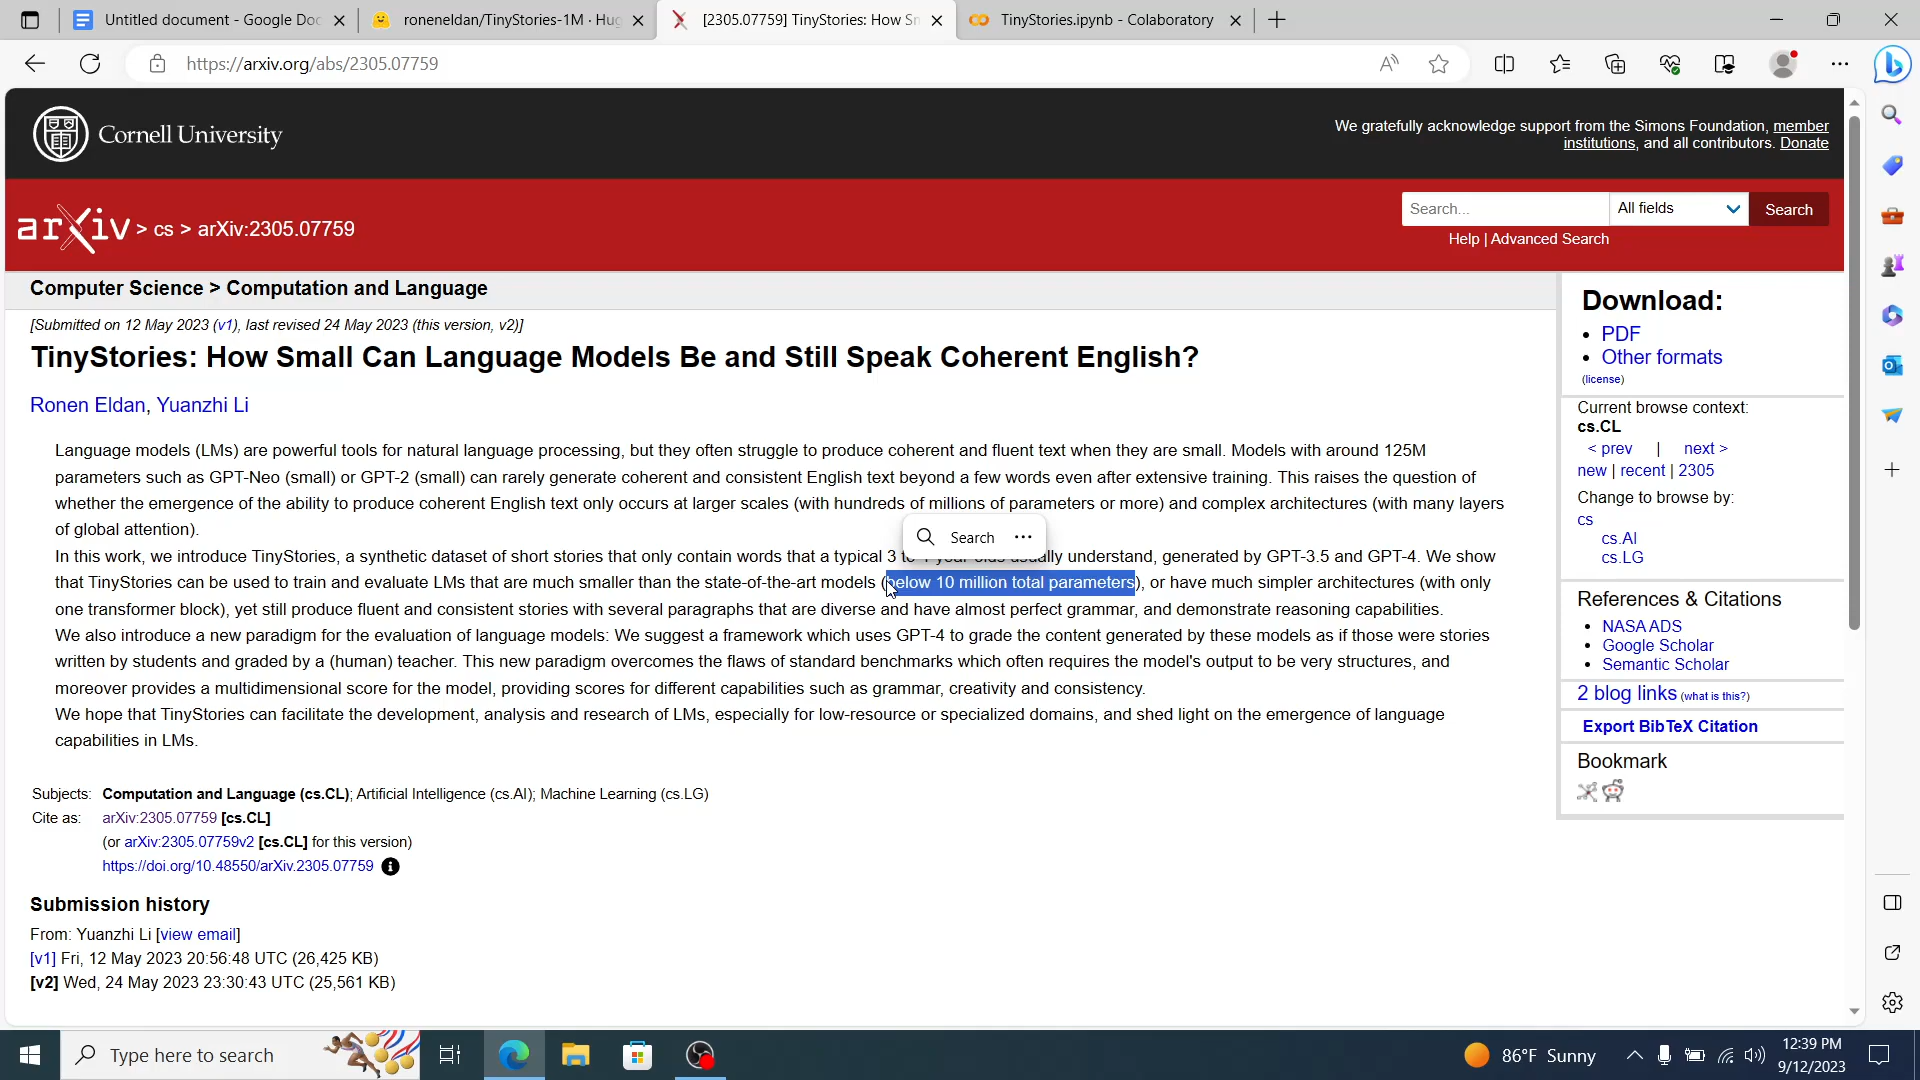 Untitled document - Google Doc
roneneldan/TinyStories-1M · Hug
[2305.07759] TinyStories: How Sm
TinyStories.ipynb - Colaboratory
https://arxiv.org/abs/2305.07759
Cornell University
We gratefully acknowledge support from the Simons Foundation, member
institutions, and all contributors. Donate
arXiv > cs > arXiv:2305.07759
Search...
All fields
Search
Help | Advanced Search
Computer Science > Computation and Language
[Submitted on 12 May 2023 (v1), last revised 24 May 2023 (this version, v2)]
TinyStories: How Small Can Language Models Be and Still Speak Coherent English?
Ronen Eldan, Yuanzhi Li
Language models (LMs) are powerful tools for natural language processing, but they often struggle to produce coherent and fluent text when they are small. Models with around 125M
parameters such as GPT-Neo (small) or GPT-2 (small) can rarely generate coherent and consistent English text beyond a few words even after extensive training. This raises the question of
whether the emergence of the ability to produce coherent English text only occurs at larger scales (with hundreds of millions of parameters or more) and complex architectures (with many layers
of global attention).
Search
In this work, we introduce TinyStories, a synthetic dataset of short stories that only contain words that a typical 3 usually understand, generated by GPT-3.5 and GPT-4. We show
that TinyStories can be used to train and evaluate LMs that are much smaller than the state-of-the-art models (below 10 million total parameters), or have much simpler architectures (with only
one transformer block), yet still produce fluent and consistent stories with several paragraphs that are diverse and have almost perfect grammar, and demonstrate reasoning capabilities.
We also introduce a new paradigm for the evaluation of language models: We suggest a framework which uses GPT-4 to grade the content generated by these models as if those were stories
written by students and graded by a (human) teacher. This new paradigm overcomes the flaws of standard benchmarks which often requires the model's output to be very structures, and
moreover provides a multidimensional score for the model, providing scores for different capabilities such as grammar, creativity and consistency.
We hope that TinyStories can facilitate the development, analysis and research of LMs, especially for low-resource or specialized domains, and shed light on the emergence of language
capabilities in LMs.
Subjects: Computation and Language (cs.CL); Artificial Intelligence (cs.AI); Machine Learning (cs.LG)
Cite as: arXiv:2305.07759 [cs.CL]
(or arXiv:2305.07759v2 [cs.CL] for this version)
https://doi.org/10.48550/arXiv.2305.07759
Submission history
From: Yuanzhi Li [view email]
[v1] Fri, 12 May 2023 20:56:48 UTC (26,425 KB)
[v2] Wed, 24 May 2023 23:30:43 UTC (25,561 KB)
Download:
PDF
Other formats
(license)
Current browse context:
cs.CL
< prev | next >
new | recent | 2305
Change to browse by:
cs
cs.AI
cs.LG
References & Citations
NASA ADS
Google Scholar
Semantic Scholar
2 blog links (what is this?)
Export BibTeX Citation
Bookmark
Type here to search
86°F Sunny
12:39 PM
9/12/2023